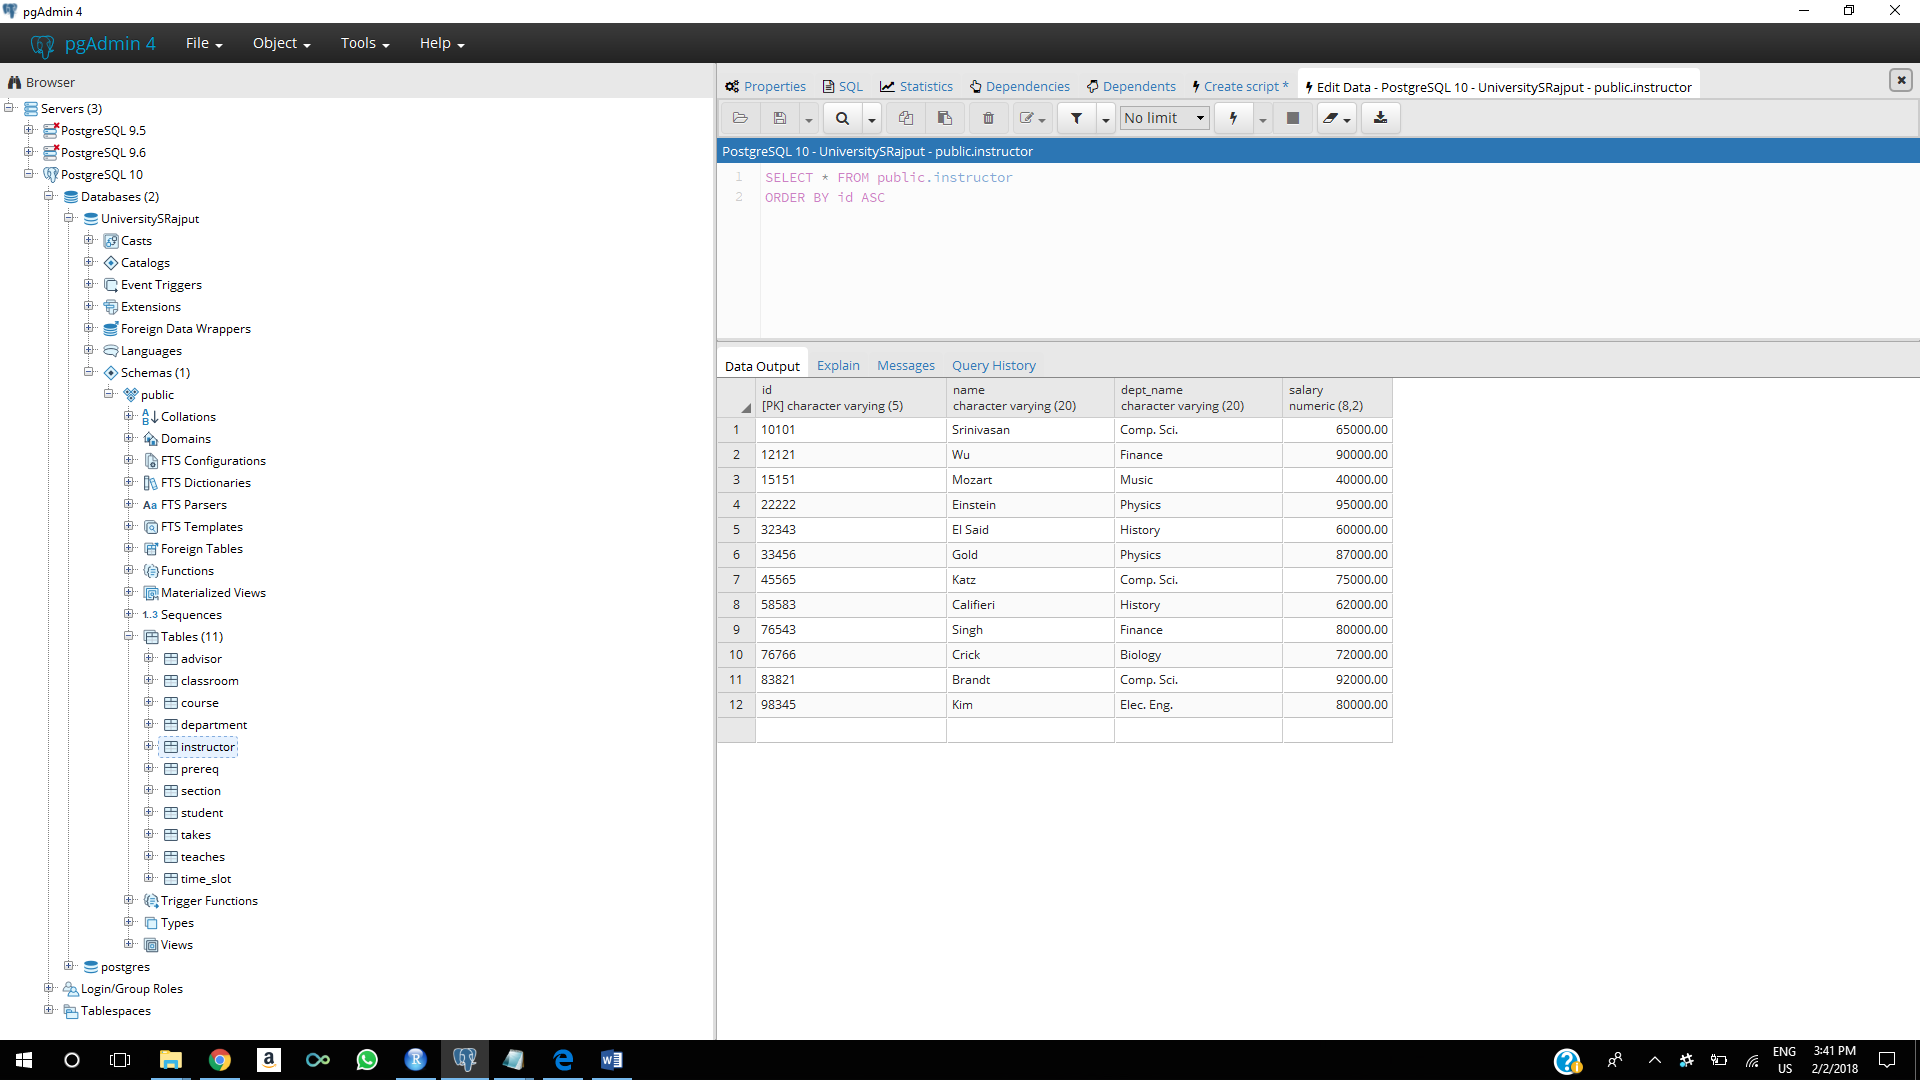 pgAdmin 4
pgAdmin 4 File Object Tools Help
Browser
Servers (3)
PostgreSQL 9.5
PostgreSQL 9.6
PostgreSQL 10
Databases (2)
UniversitySRajput
Casts
Catalogs
Event Triggers
Extensions
Foreign Data Wrappers
Languages
Schemas (1)
public
Collations
Domains
FTS Configurations
FTS Dictionaries
Aa FTS Parsers
FTS Templates
Foreign Tables
Functions
Materialized Views
1..3 Sequences
Tables (11)
advisor
classroom
course
department
instructor
prereq
section
student
takes
teaches
time_slot
Trigger Functions
Types
Views
postgres
Login/Group Roles
Tablespaces
Properties SQL Statistics Dependencies Dependents Create script * Edit Data - PostgreSQL 10 - UniversitySRajput - public.instructor
No limit
PostgreSQL 10 - UniversitySRajput - public.instructor
1 SELECT * FROM public.instructor
2 ORDER BY id ASC
Data Output Explain Messages Query History
id name dept_name salary
[PK] character varying (5) character varying (20) character varying (20) numeric (8,2)
1 10101 Srinivasan Comp. Sci. 65000.00
2 12121 Wu Finance 90000.00
3 15151 Mozart Music 40000.00
4 22222 Einstein Physics 95000.00
5 32343 El Said History 60000.00
6 33456 Gold Physics 87000.00
7 45565 Katz Comp. Sci. 75000.00
8 58583 Califieri History 62000.00
9 76543 Singh Finance 80000.00
10 76766 Crick Biology 72000.00
11 83821 Brandt Comp. Sci. 92000.00
12 98345 Kim Elec. Eng. 80000.00
ENG
US
3:41 PM
2/2/2018